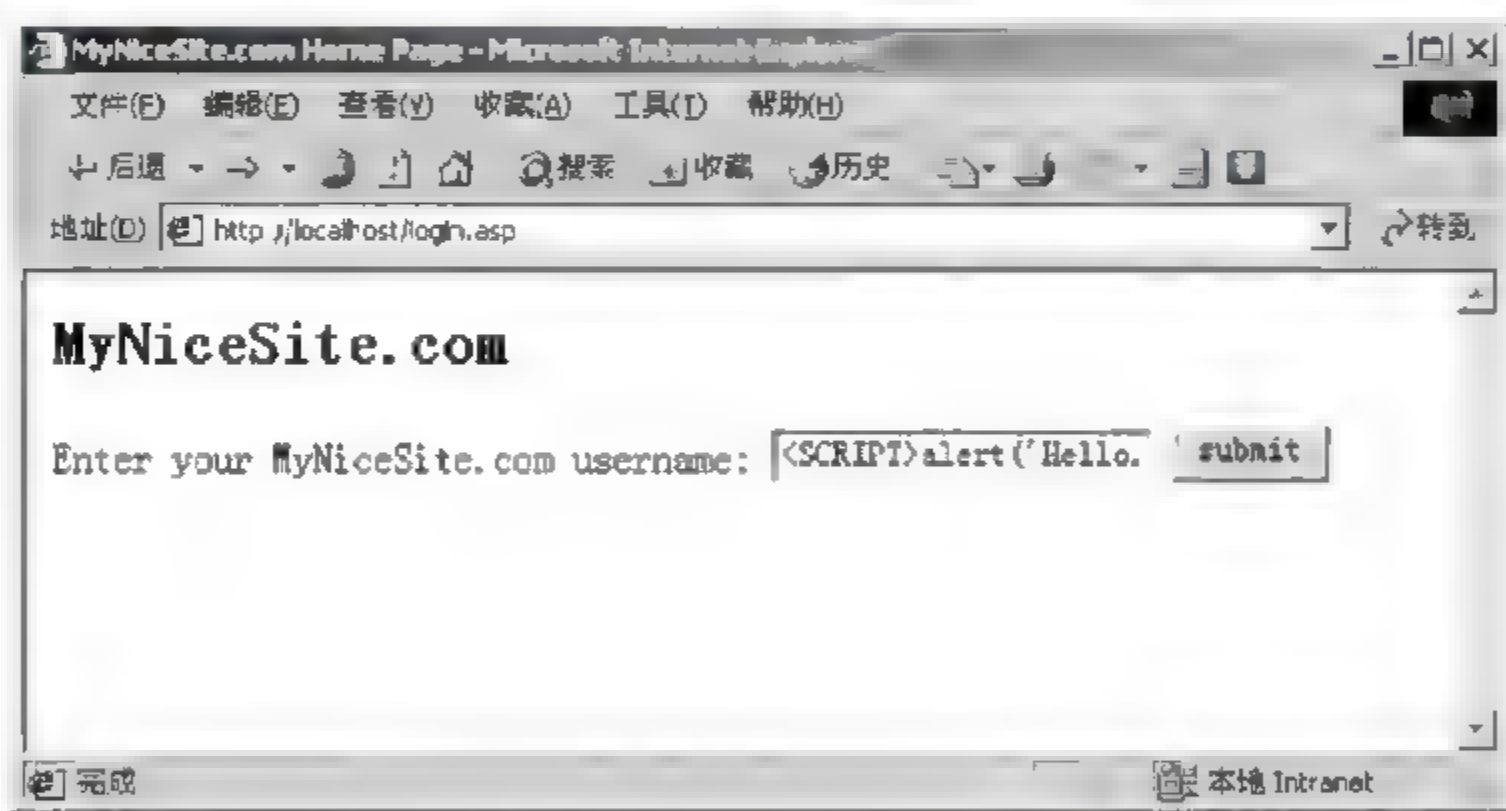 MyNiceSite.com Home Page - Microsoft Internet Explorer
文件(F) 编辑(E) 查看(V) 收藏(A) 工具(T) 帮助(H)
后退 搜索 收藏 历史
地址(D) http://localhost/login.asp 转到
MyNiceSite.com
Enter your MyNiceSite.com username: <SCRIPT>alert('Hello. submit
完成 本地 Intranet